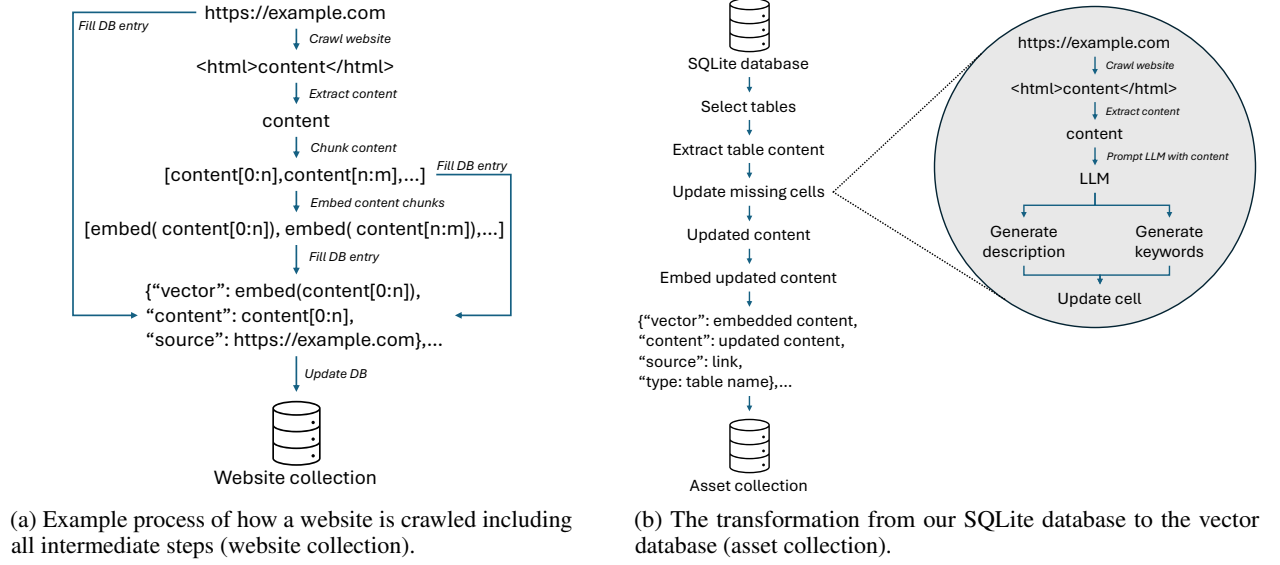 https://example.com
Fill DB entry
Crawl website
<html>content</html>
Extract content
content
Chunk content
[content[0:n],content[n:m],...]
Fill DB entry
Embed content chunks
[embed( content[0:n]), embed( content[n:m]),...]
Fill DB entry
{“vector”: embed(content[0:n]),
“content”: content[0:n],
“source”: https://example.com},...
Update DB
Website collection
(a) Example process of how a website is crawled including
all intermediate steps (website collection).
SQLite database
Select tables
Extract table content
Update missing cells
Updated content
Embed updated content
{“vector”: embedded content,
“content”: updated content,
“source”: link,
“type: table name},...
Asset collection
https://example.com
Crawl website
<html>content</html>
Extract content
content
Prompt LLM with content
LLM
Generate
description
Generate
keywords
Update cell
(b) The transformation from our SQLite database to the vector
database (asset collection).